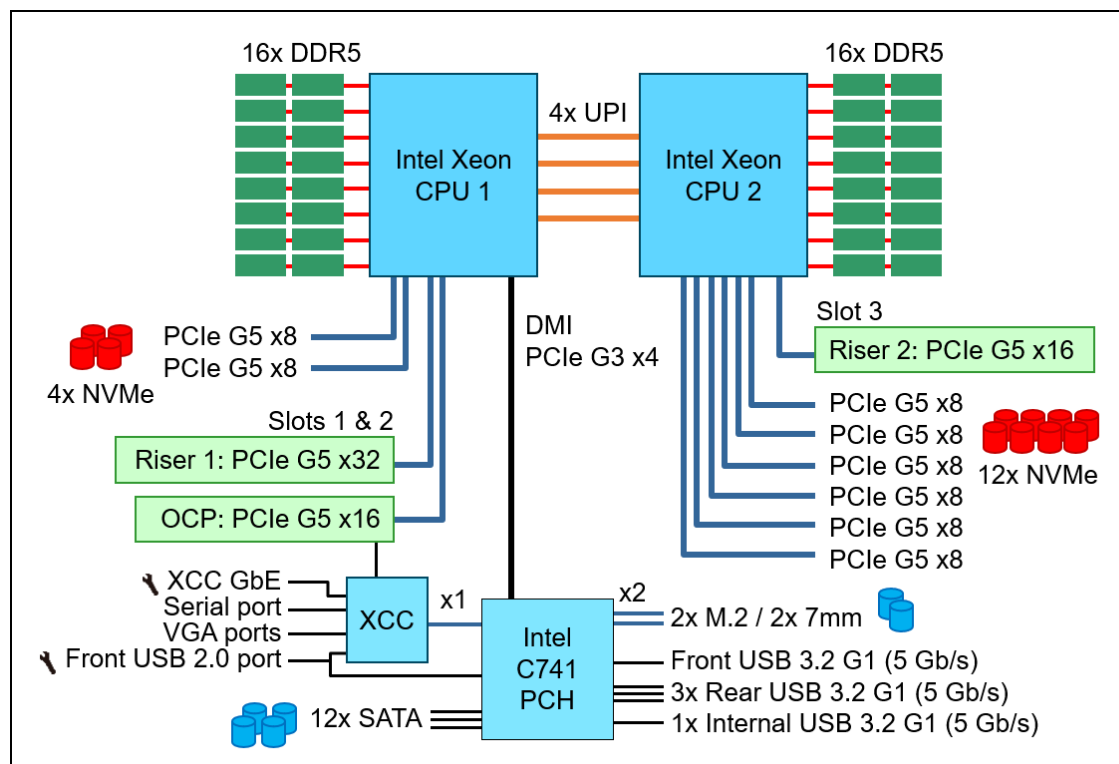 16x DDR5
16x DDR5
4x UPI
Intel Xeon
CPU 1
Intel Xeon
CPU 2
PCIe G5 x8
PCIe G5 x8
4x NVMe
DMI
PCIe G3 x4
Slot 3
Riser 2: PCIe G5 x16
Slots 1 & 2
Riser 1: PCIe G5 x32
OCP: PCIe G5 x16
PCIe G5 x8
PCIe G5 x8
PCIe G5 x8
PCIe G5 x8
PCIe G5 x8
PCIe G5 x8
12x NVMe
XCC GbE
Serial port
VGA ports
Front USB 2.0 port
XCC
x1
x2
Intel
C741
PCH
2x M.2 / 2x 7mm
Front USB 3.2 G1 (5 Gb/s)
3x Rear USB 3.2 G1 (5 Gb/s)
1x Internal USB 3.2 G1 (5 Gb/s)
12x SATA